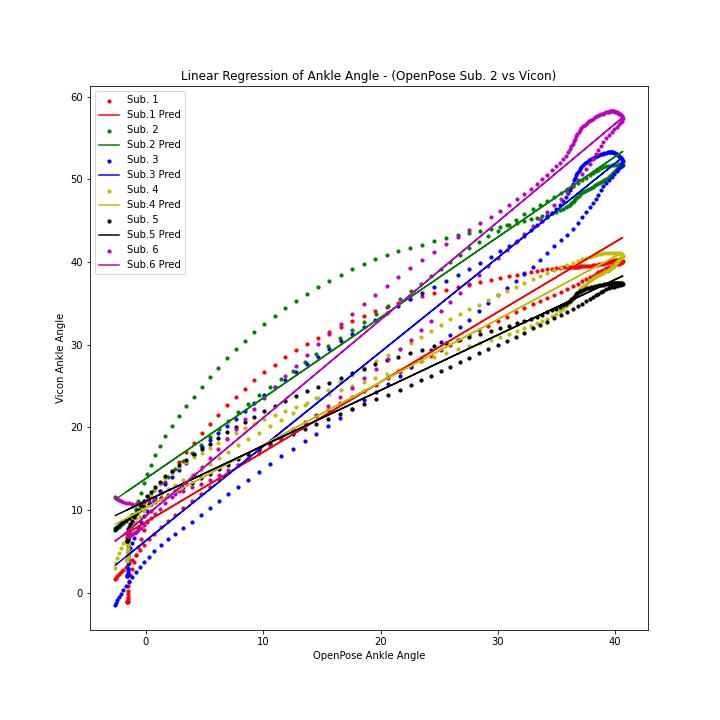 Linear Regression of Ankle Angle - (OpenPose Sub. 2 vs Vicon)
Sub. 1
Sub.1 Pred
Sub. 2
Sub.2 Pred
Sub. 3
Sub.3 Pred
Sub. 4
Sub.4 Pred
Sub. 5
Sub.5 Pred
Sub. 6
Sub.6 Pred
Vicon Ankle Angle
60
50
40
30
20
10
0
0 10 20 30 40
OpenPose Ankle Angle